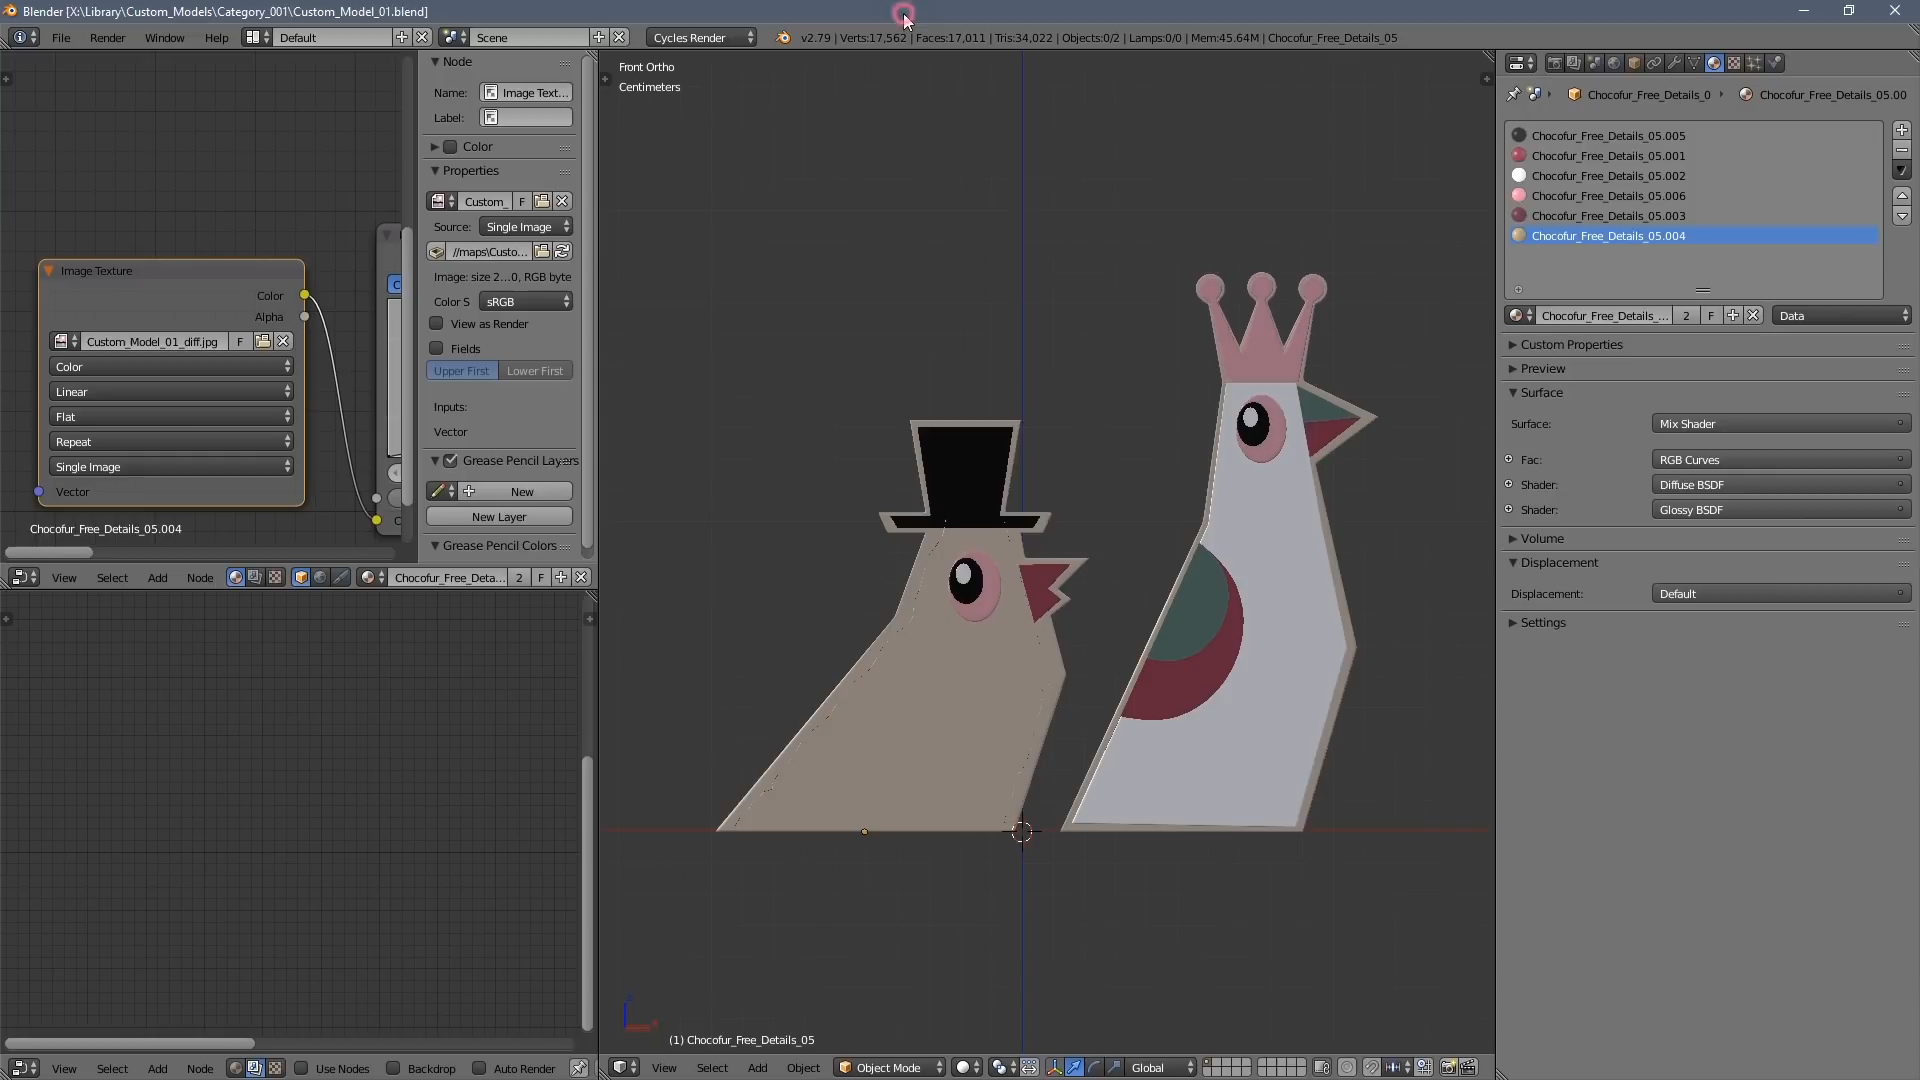 Blender [X:\Library\Custom_Models\Category_001\Custom_Model_01.blend]
File Render Window Help Default Scene Cycles Render v2.79 | Verts:17,562 | Faces:17,011 | Tris:34,022 | Objects:0/2 | Lamps:0/0 | Mem:45.64M | Chocofur_Free_Details_05
Image Texture
Color
Alpha
Custom_Model_01_diff.jpg F
Color
Linear
Flat
Repeat
Single Image
Vector
Chocofur_Free_Details_05.004
Node
Name: Image Text...
Label:
Color
Properties
Custom_ F
Source: Single Image
//maps\Custo...
Image: size 2...0, RGB byte
Color S sRGB
View as Render
Fields
Upper First Lower First
Inputs:
Vector
Grease Pencil Layers
New
New Layer
Grease Pencil Colors
View Select Add Node Chocofur_Free_Deta... 2 F
View Select Add Node Use Nodes Backdrop Auto Render
Front Ortho
Centimeters
(1) Chocofur_Free_Details_05
View Select Add Object Object Mode Global
Chocofur_Free_Details_0 Chocofur_Free_Details_05.00
Chocofur_Free_Details_05.005
Chocofur_Free_Details_05.001
Chocofur_Free_Details_05.002
Chocofur_Free_Details_05.006
Chocofur_Free_Details_05.003
Chocofur_Free_Details_05.004
Chocofur_Free_Details_... 2 F Data
Custom Properties
Preview
Surface
Surface: Mix Shader
Fac: RGB Curves
Shader: Diffuse BSDF
Shader: Glossy BSDF
Volume
Displacement
Displacement: Default
Settings